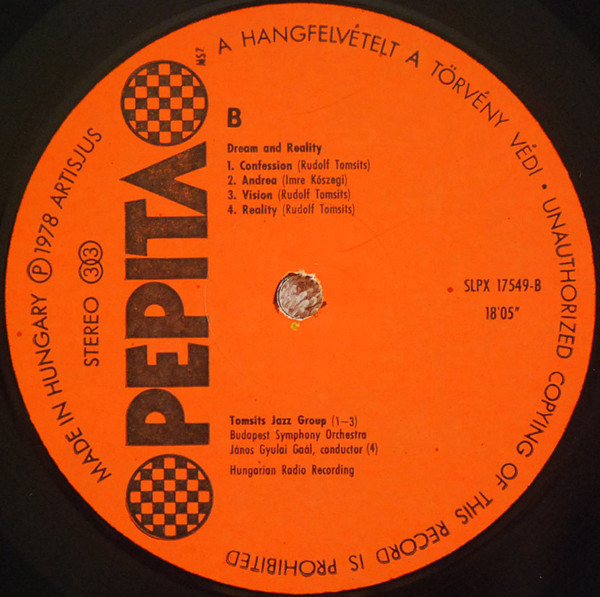 MADE IN HUNGARY Ⓟ 1978 ARTISJUS
A HANGFELVÉTELT A TÖRVÉNY VÉDI • UNAUTHORIZED COPYING OF THIS RECORD IS PROHIBITED
STEREO 33
PEPITA
MSZ
B
Dream and Reality
1. Confession (Rudolf Tomsits)
2. Andrea (Imre Kőszegi)
3. Vision (Rudolf Tomsits)
4. Reality (Rudolf Tomsits)
SLPX 17549-B
18'05"
Tomsits Jazz Group (1–3)
Budapest Symphony Orchestra
János Gyulai Gaál, conductor (4)
Hungarian Radio Recording